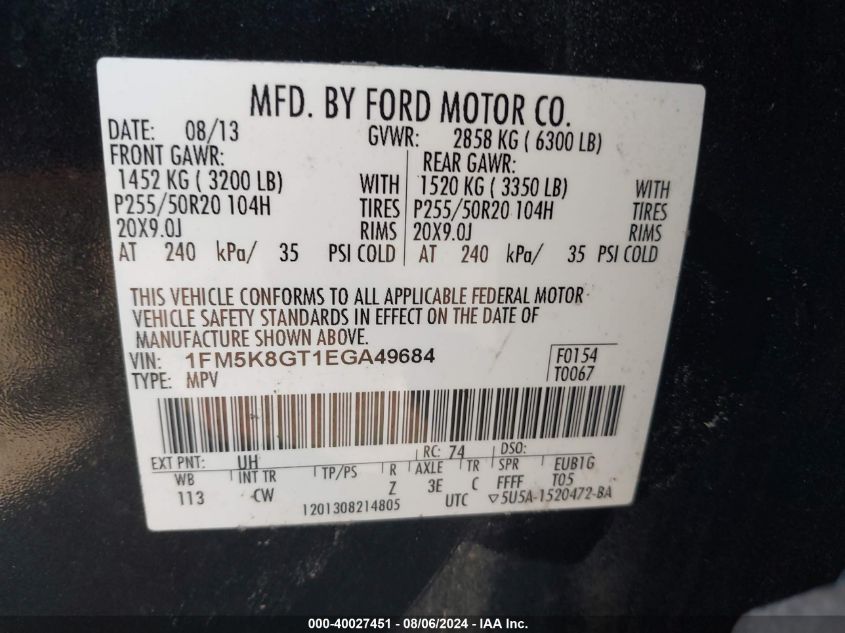 MFD. BY FORD MOTOR CO.
DATE: 08/13 GVWR: 2858 KG ( 6300 LB)
FRONT GAWR: REAR GAWR:
1452 KG ( 3200 LB) WITH 1520 KG ( 3350 LB) WITH
P255/50R20 104H TIRES P255/50R20 104H TIRES
20X9.0J RIMS 20X9.0J RIMS
AT 240 kPa/ 35 PSI COLD AT 240 kPa/ 35 PSI COLD
THIS VEHICLE CONFORMS TO ALL APPLICABLE FEDERAL MOTOR
VEHICLE SAFETY STANDARDS IN EFFECT ON THE DATE OF
MANUFACTURE SHOWN ABOVE.
VIN: 1FM5K8GT1EGA49684 F0154
TYPE: MPV T0067
EXT PNT: UH RC: 74 DSO:
WB INT TR TP/PS R AXLE TR SPR EUB1G
113 CW Z 3E C FFFF T05
1201308214805 UTC ▽5U5A-1520472-BA
000-40027451 - 08/06/2024 - IAA Inc.